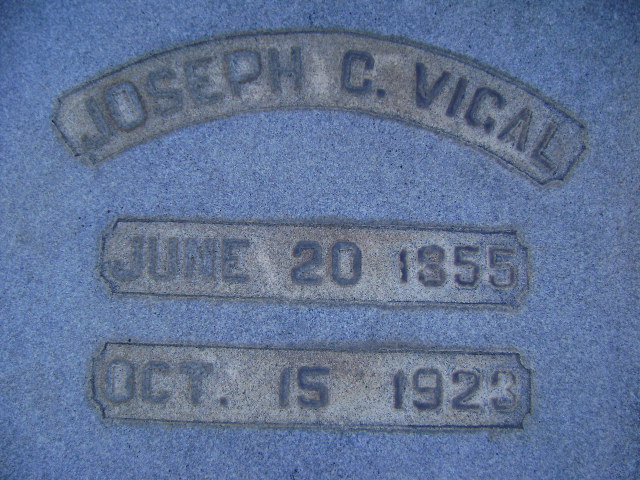 JOSEPH C. VIGAL
JUNE 20 1855
OCT. 15 1923